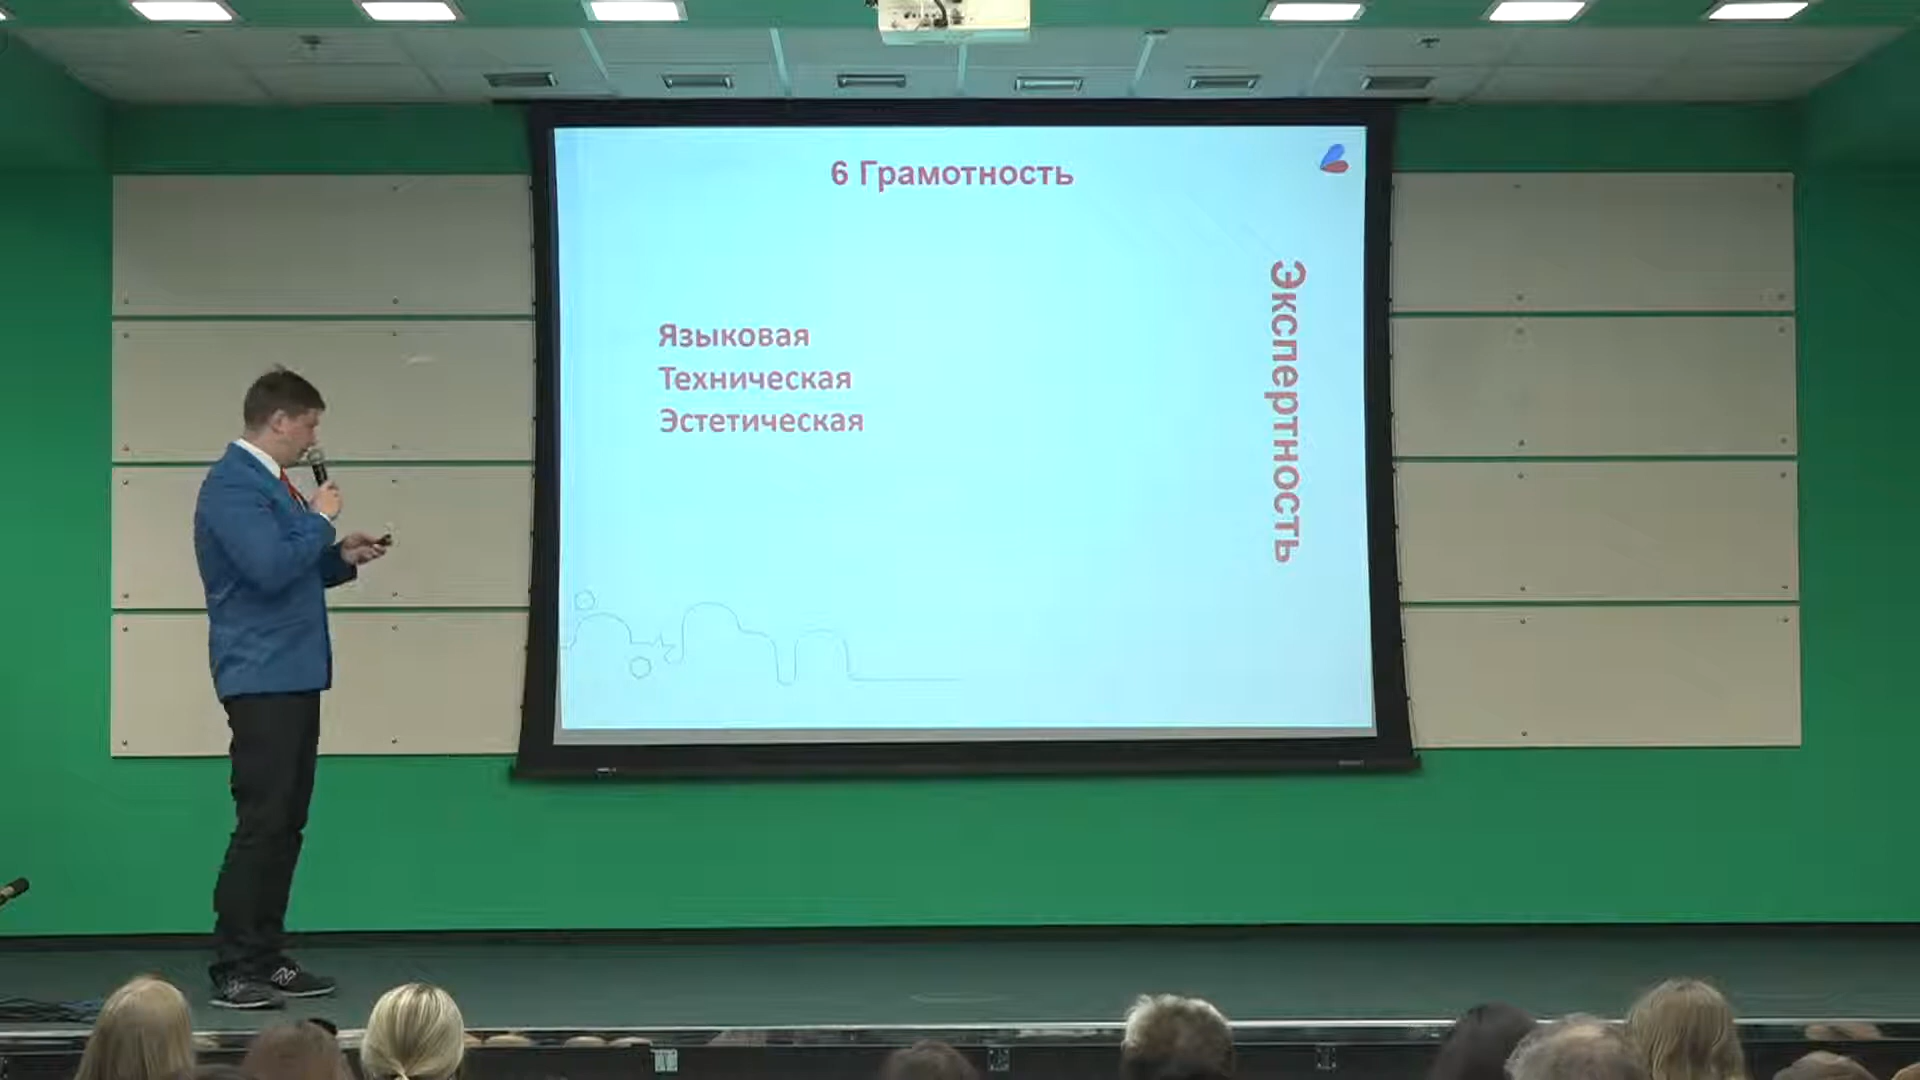 6 Грамотность
Языковая
Техническая
Эстетическая
Экспертность